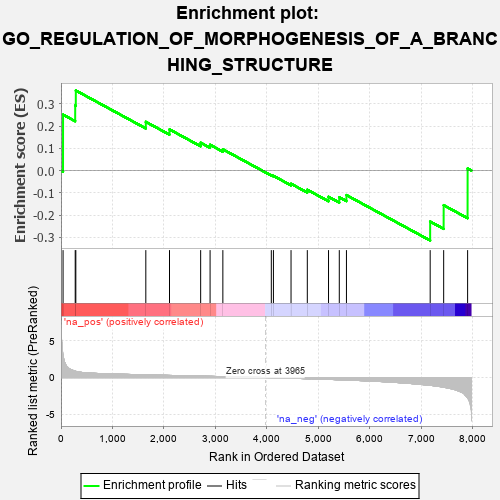 Enrichment plot:
GO_REGULATION_OF_MORPHOGENESIS_OF_A_BRANC
HING_STRUCTURE
Enrichment score (ES)
0.3
0.2
0.1
0.0
-0.1
-0.2
-0.3
'na_pos' (positively correlated)
Ranked list metric (PreRanked)
5
0
-5
Zero cross at 3965
'na_neg' (negatively correlated)
0
1,000
2,000
3,000
4,000
5,000
6,000
7,000
8,000
Rank in Ordered Dataset
Enrichment profile
Hits
Ranking metric scores